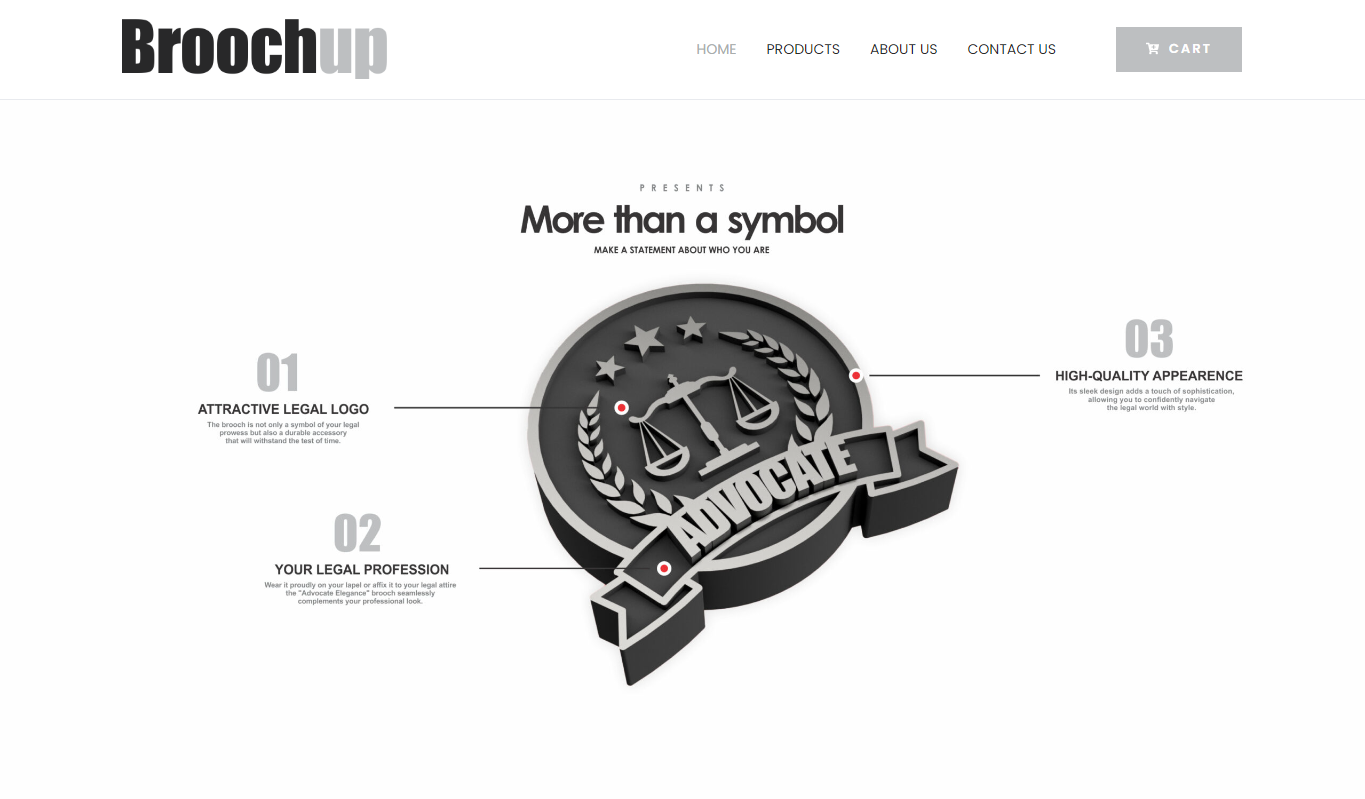 Broochup
HOME PRODUCTS ABOUT US CONTACT US CART
PRESENTS
More than a symbol
MAKE A STATEMENT ABOUT WHO YOU ARE
01
ATTRACTIVE LEGAL LOGO
The brooch is not only a symbol of your legal
prowess but also a durable accessory
that will withstand the test of time.
02
YOUR LEGAL PROFESSION
Wear it proudly on your lapel or affix it to your legal attire
the "Advocate Elegance" brooch seamlessly
complements your professional look.
ADVOCATE
03
HIGH-QUALITY APPEARENCE
Its sleek design adds a touch of sophistication,
allowing you to confidently navigate
the legal world with style.